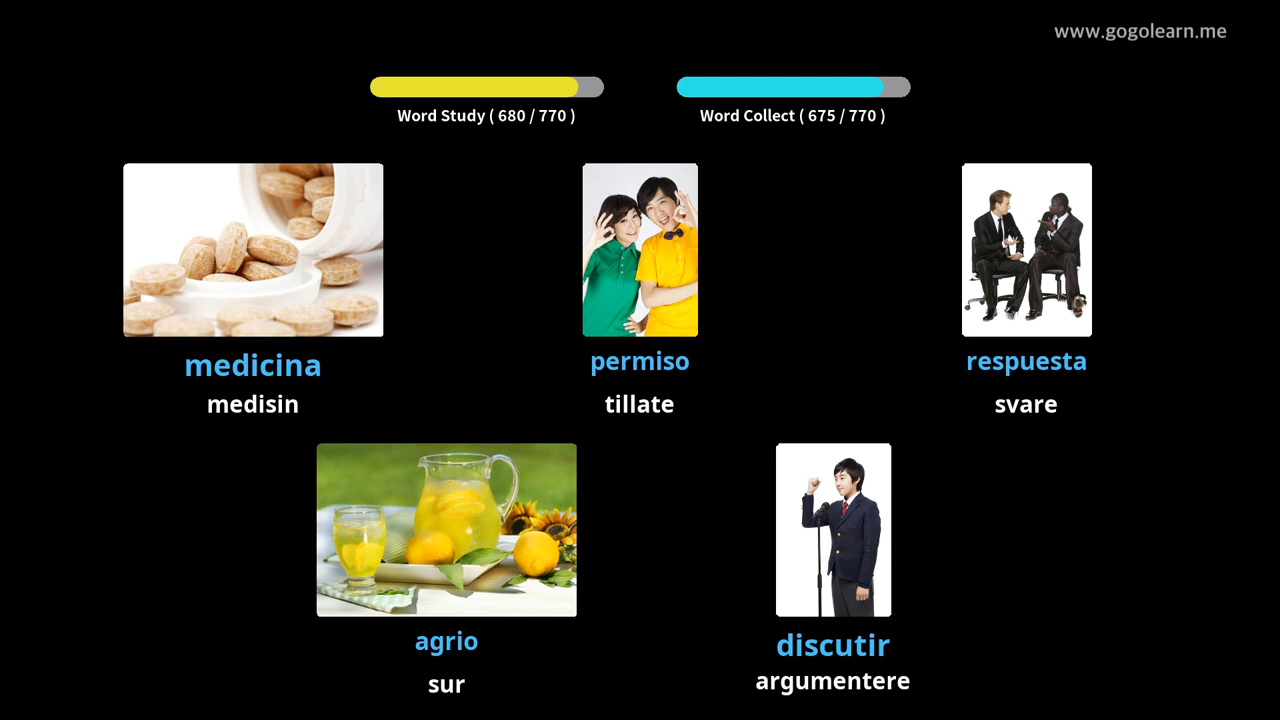 www.gogolearn.me
Word Study ( 680 / 770 )
Word Collect ( 675 / 770 )
medicina
medisin
permiso
tillate
respuesta
svare
agrio
sur
discutir
argumentere